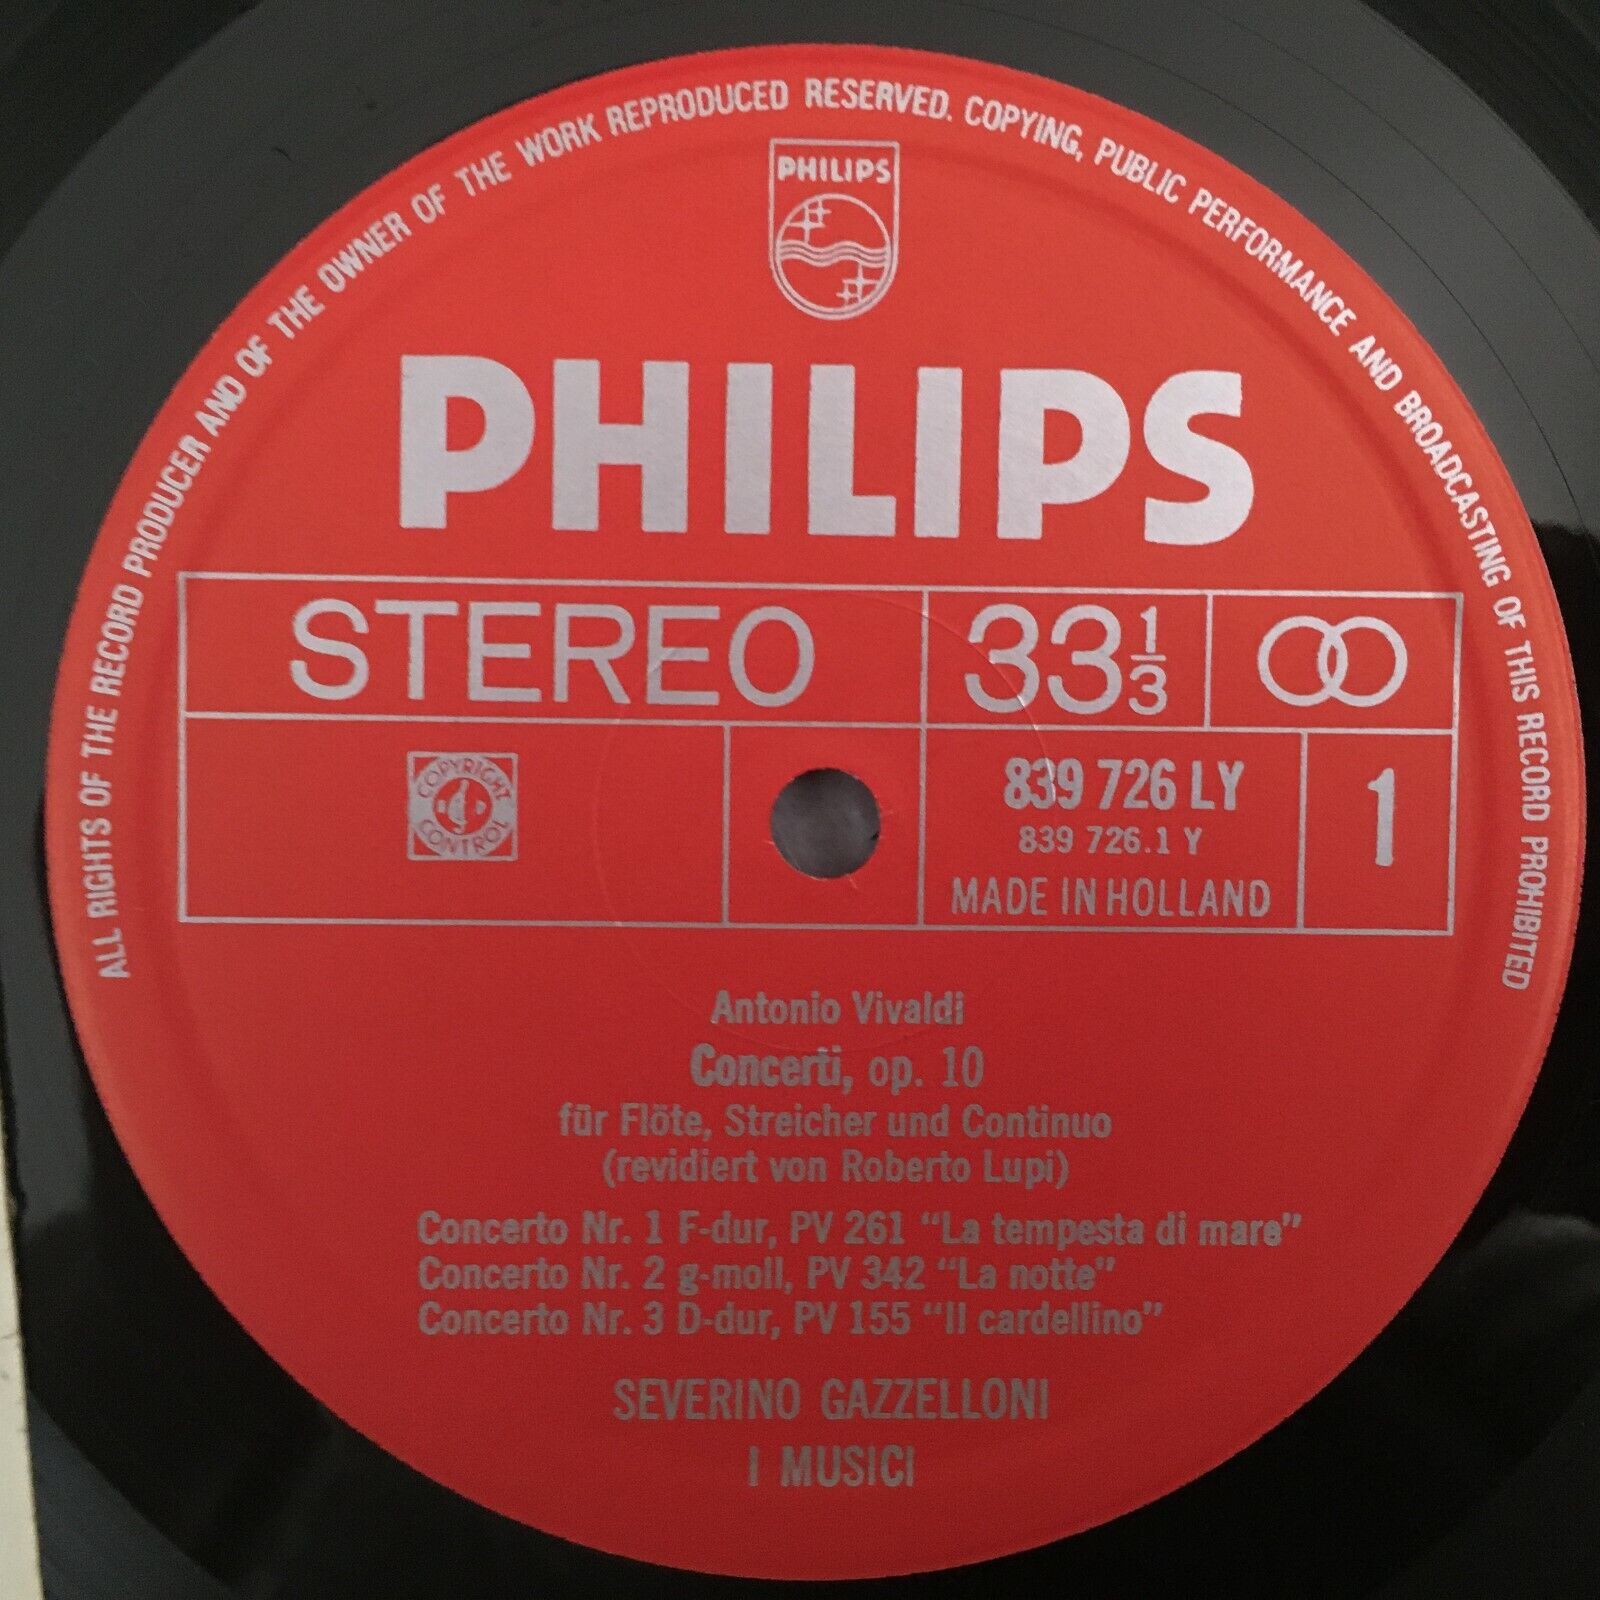 ALL RIGHTS OF THE RECORD PRODUCER AND OF THE OWNER OF THE WORK REPRODUCED RESERVED. COPYING, PUBLIC PERFORMANCE AND BROADCASTING OF THIS RECORD PROHIBITED
PHILIPS
PHILIPS
STEREO 33 1/3
COPYRIGHT
CONTROL
839 726 LY
839 726.1 Y
MADE IN HOLLAND
1
Antonio Vivaldi
Concerti, op. 10
für Flöte, Streicher und Continuo
(revidiert von Roberto Lupi)
Concerto Nr. 1 F-dur, PV 261 "La tempesta di mare"
Concerto Nr. 2 g-moll, PV 342 "La notte"
Concerto Nr. 3 D-dur, PV 155 "Il cardellino"
SEVERINO GAZZELLONI
I MUSICI